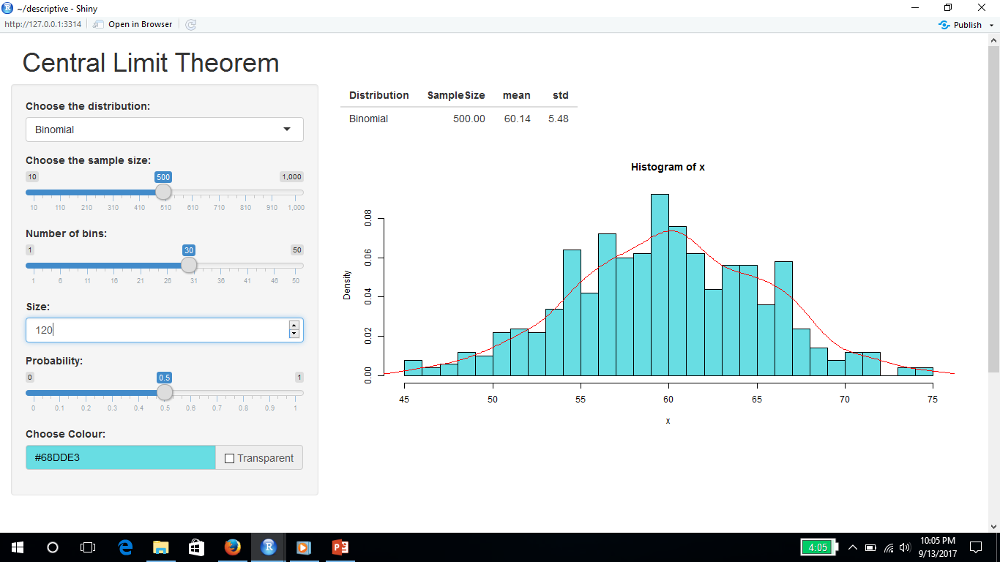 ~/descriptive - Shiny
http://127.0.0.1:3314 Open in Browser Publish
Central Limit Theorem
Choose the distribution:
Binomial
Choose the sample size:
10 500 1,000
10 110 210 310 410 510 610 710 810 910 1,000
Number of bins:
1 30 50
1 6 11 16 21 26 31 36 41 46 50
Size:
120
Probability:
0 0.5 1
0 0.1 0.2 0.3 0.4 0.5 0.6 0.7 0.8 0.9 1
Choose Colour:
#68DDE3 Transparent
Distribution SampleSize mean std
Binomial 500.00 60.14 5.48
Histogram of x
Density
0.00 0.02 0.04 0.06 0.08
45 50 55 60 65 70 75
x
4:05
10:05 PM
9/13/2017